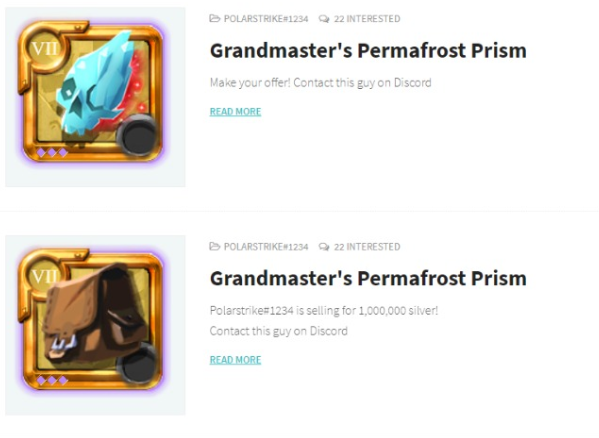 VII
POLARSTRIKE#1234 22 INTERESTED
Grandmaster's Permafrost Prism
Make your offer! Contact this guy on Discord
READ MORE
VII
POLARSTRIKE#1234 22 INTERESTED
Grandmaster's Permafrost Prism
Polarstrike#1234 is selling for 1,000,000 silver!
Contact this guy on Discord
READ MORE